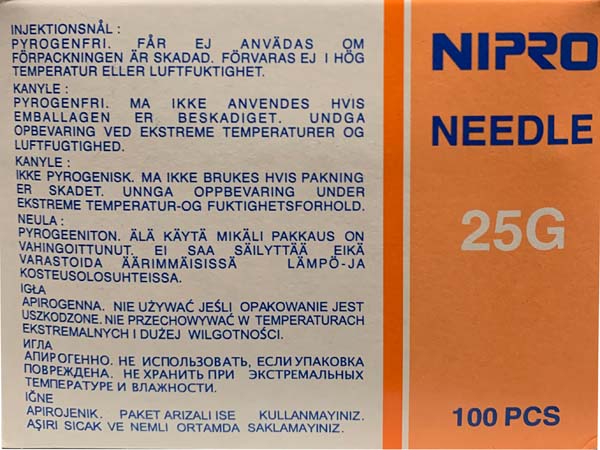 INJEKTIONSNÅL :
PYROGENFRI. FÅR EJ ANVÄDAS OM
FÖRPACKNINGEN ÄR SKADAD. FÖRVARAS EJ I HÖG
TEMPERATUR ELLER LUFTFUKTIGHET.
KANYLE :
PYROGENFRI. MA IKKE ANVENDES HVIS
EMBALLAGEN ER BESKADIGET. UNDGA
OPBEVARING VED EKSTREME TEMPERATURER OG
LUFTFUGTIGHED.
KANYLE :
IKKE PYROGENISK. MA IKKE BRUKES HVIS PAKNING
ER SKADET. UNNGA OPPBEVARING UNDER
EKSTREME TEMPERATUR-OG FUKTIGHETSFORHOLD.
NEULA :
PYROGEENITON. ÄLÄ KÄYTÄ MIKÄLI PAKKAUS ON
VAHINGOITTUNUT. EI SAA SÄILYTTÄÄ EIKÄ
VARASTOIDA ÄÄRIMMÄISISSÄ LÄMPÖ-JA
KOSTEUSOLOSUHTEISSA.
IGŁA
APIROGENNA. NIE UŻYWAĆ JEŚLI OPAKOWANIE JEST
USZKODZONE. NIE PRZECHOWYWAĆ W TEMPERATURACH
EKSTREMALNYCH I DUŻEJ WILGOTNOŚCI.
ИГЛА
АПИРОГЕННО. НЕ ИСПОЛЬЗОВАТЬ, ЕСЛИ УПАКОВКА
ПОВРЕЖДЕНА. НЕ ХРАНИТЬ ПРИ ЭКСТРЕМАЛЬНЫХ
ТЕМПЕРАТУРЕ И ВЛАЖНОСТИ.
IĞNE
APIROJENIK. PAKET ARIZALI ISE KULLANMAYINIZ.
AŞIRI SICAK VE NEMLI ORTAMDA SAKLAMAYINIZ.
NIPRO
NEEDLE
25G
100 PCS